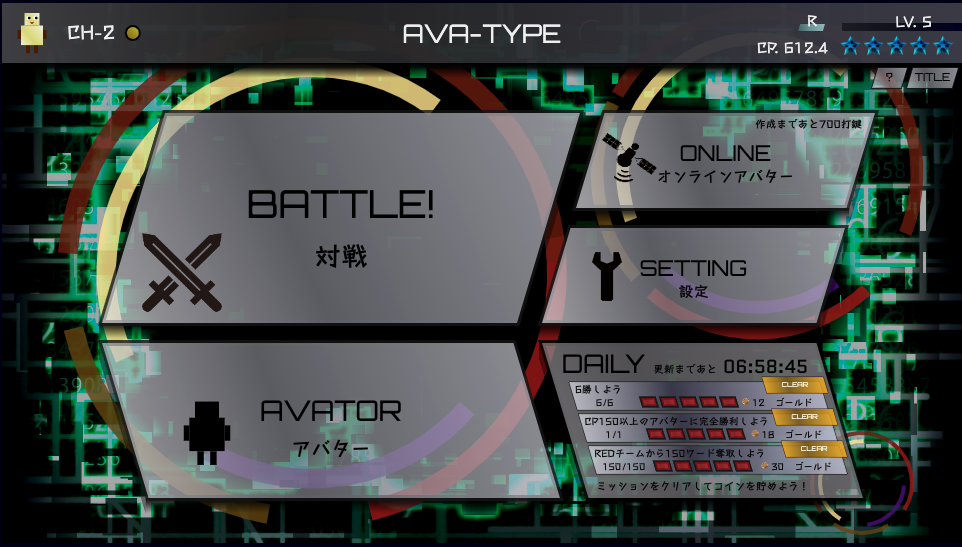 CH-2
AVA-TYPE
R
LV. 5
CP. 612.4
?
TITLE
BATTLE!
対戦
作成まであと700打鍵
ONLINE
オンラインアバター
SETTING
設定
AVATOR
アバター
DAILY 更新まであと 06:58:45
6勝しよう
CLEAR
6/6
12 ゴールド
CP150以上のアバターに完全勝利しよう
CLEAR
1/1
18 ゴールド
REDチームから150ワード奪取しよう
CLEAR
150/150
30 ゴールド
ミッションをクリアしてコインを貯めよう!